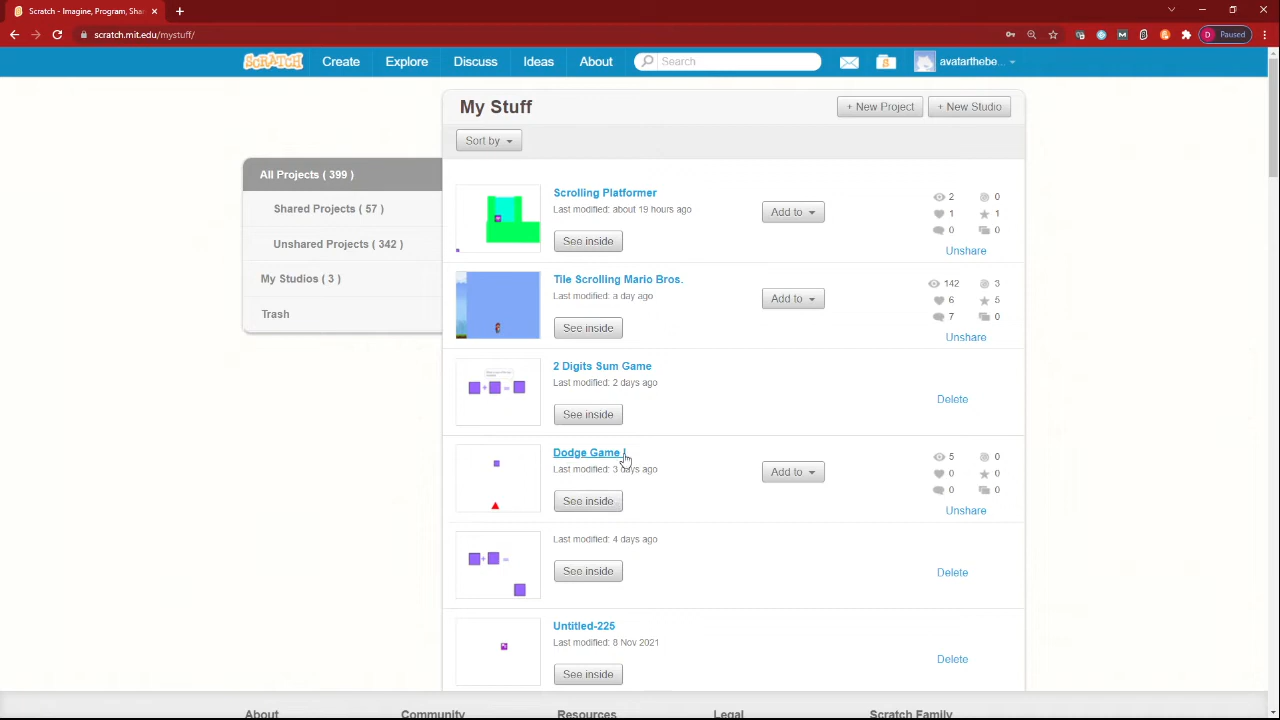 Scratch - Imagine, Program, Shar
scratch.mit.edu/mystuff/
D Paused
SCRATCH Create Explore Discuss Ideas About Search avatarthebe...
My Stuff + New Project + New Studio
Sort by
All Projects ( 399 )
Shared Projects ( 57 )
Unshared Projects ( 342 )
My Studios ( 3 )
Trash
Scrolling Platformer
Last modified: about 19 hours ago
See inside
Add to
2 0
1 1
0 0
Unshare
Tile Scrolling Mario Bros.
Last modified: a day ago
See inside
Add to
142 3
6 5
7 0
Unshare
2 Digits Sum Game
Last modified: 2 days ago
See inside
Delete
Dodge Game
Last modified: 3 days ago
See inside
Add to
5 0
0 0
0 0
Unshare
Last modified: 4 days ago
See inside
Delete
Untitled-225
Last modified: 8 Nov 2021
See inside
Delete
About Community Resources Legal Scratch Family